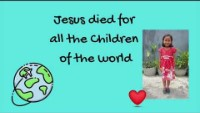 Jesus died for
all the Children
of the World